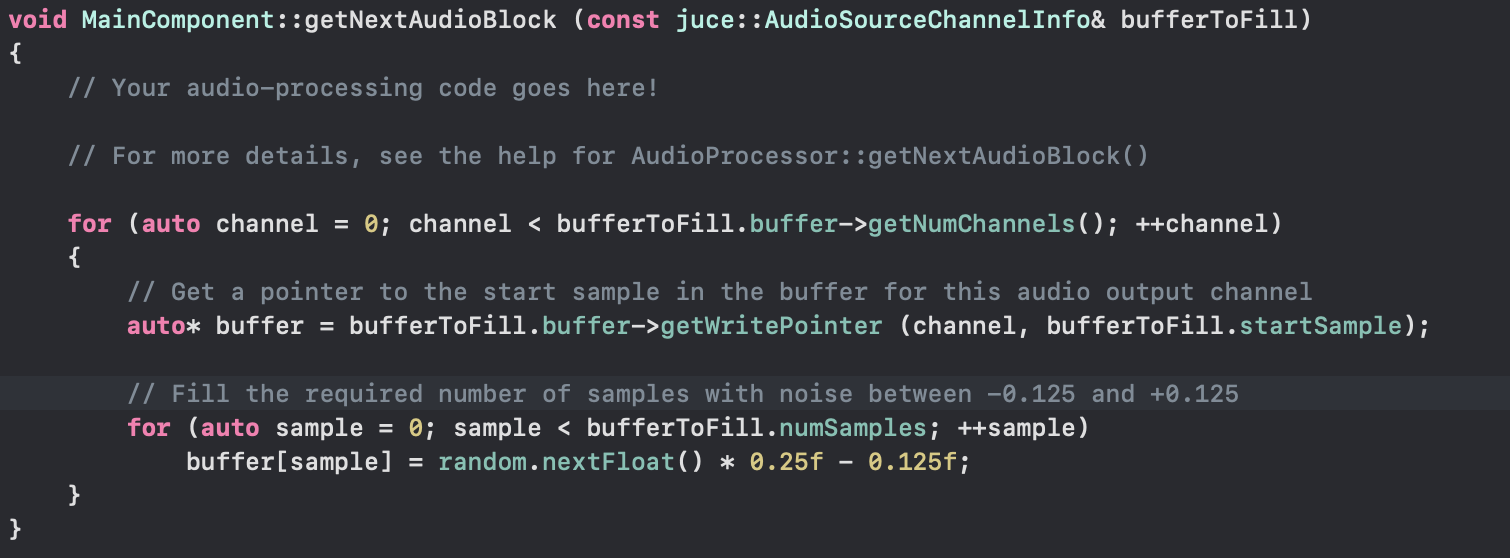 void MainComponent::getNextAudioBlock (const juce::AudioSourceChannelInfo& bufferToFill)
{
    // Your audio-processing code goes here!
    // For more details, see the help for AudioProcessor::getNextAudioBlock()
    for (auto channel = 0; channel < bufferToFill.buffer->getNumChannels(); ++channel)
    {
        // Get a pointer to the start sample in the buffer for this audio output channel
        auto* buffer = bufferToFill.buffer->getWritePointer (channel, bufferToFill.startSample);
        // Fill the required number of samples with noise between -0.125 and +0.125
        for (auto sample = 0; sample < bufferToFill.numSamples; ++sample)
            buffer[sample] = random.nextFloat() * 0.25f - 0.125f;
    }
}